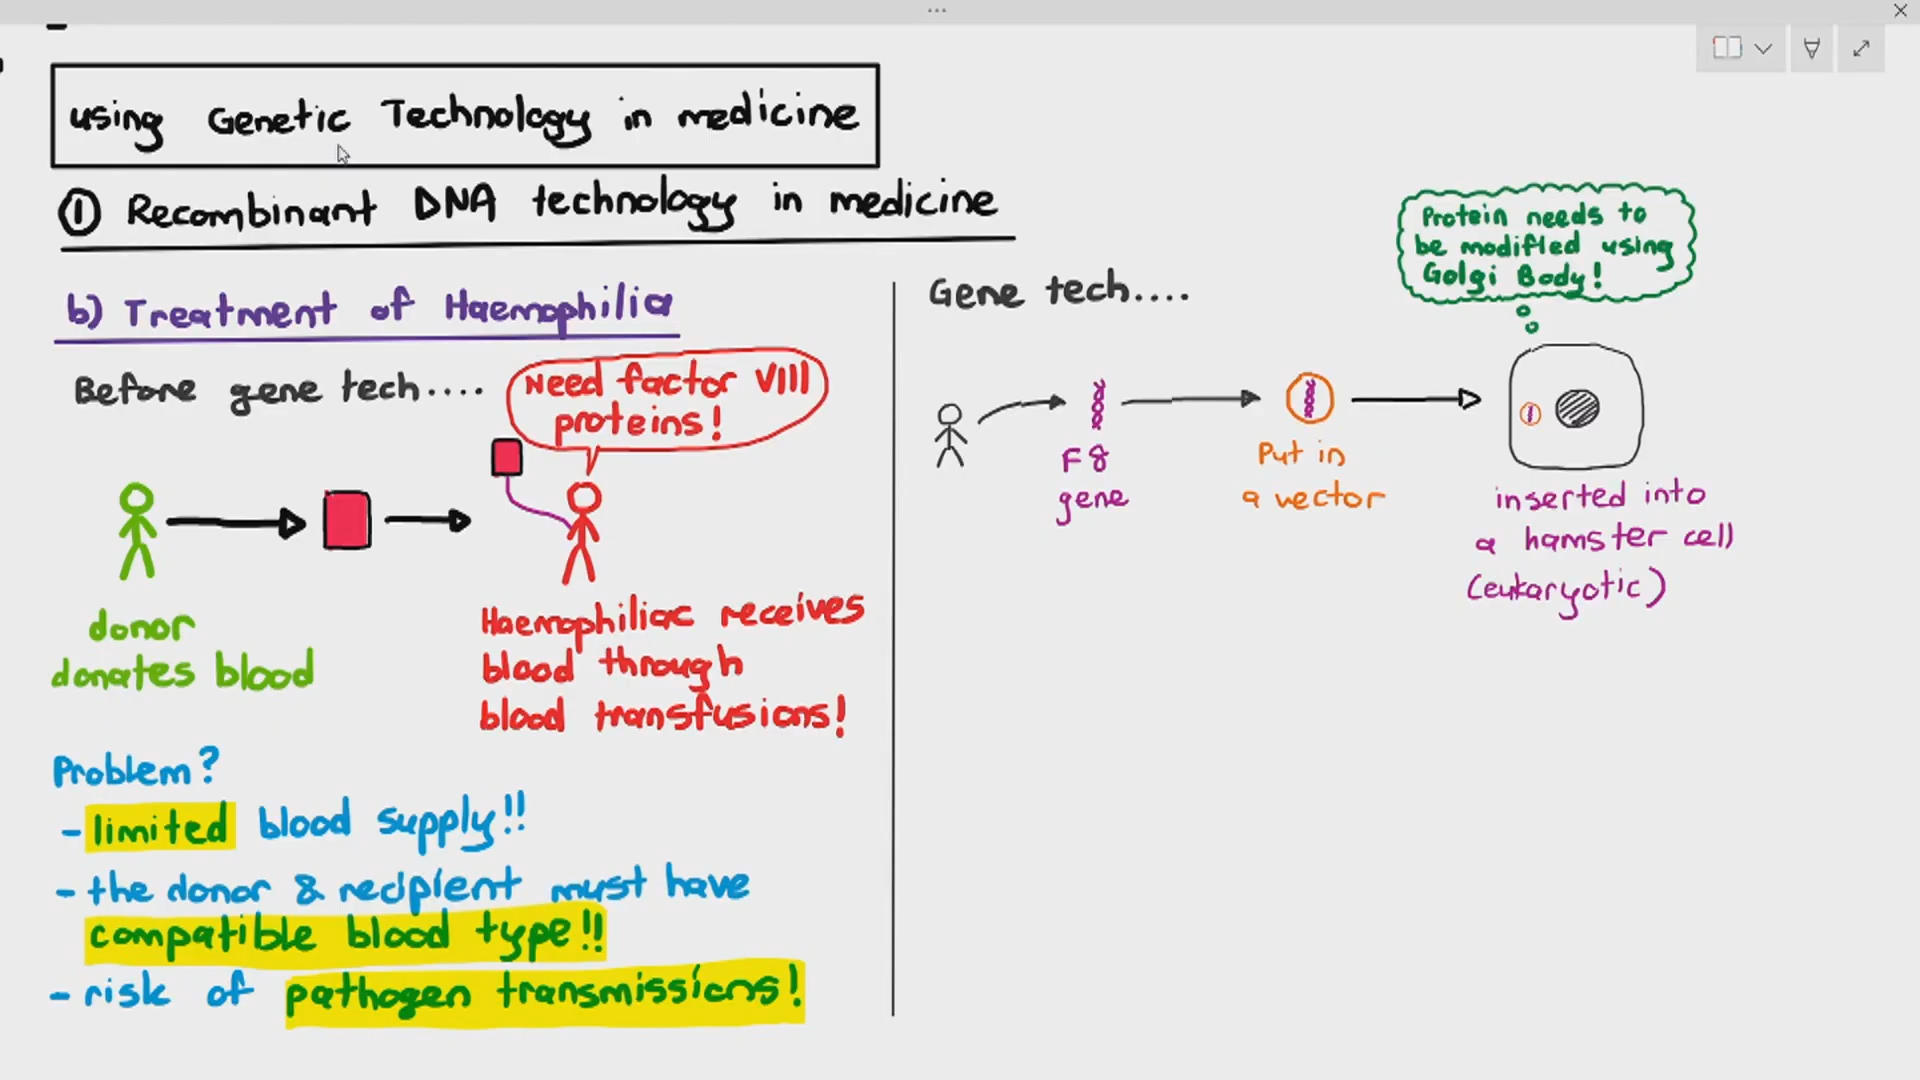 using Genetic Technology in medicine
① Recombinant DNA technology in medicine
b) Treatment of Haemophilia
Before gene tech....
Need factor VIII
proteins!
donor
donates blood
Haemophiliac receives
blood through
blood transfusions!
Problem?
- limited blood supply!!
- the donor & recipient must have
compatible blood type!!
- risk of pathogen transmissions!
Gene tech....
F8
gene
Put in
a vector
Protein needs to
be modified using
Golgi Body!
inserted into
a hamster cell
(eukaryotic)